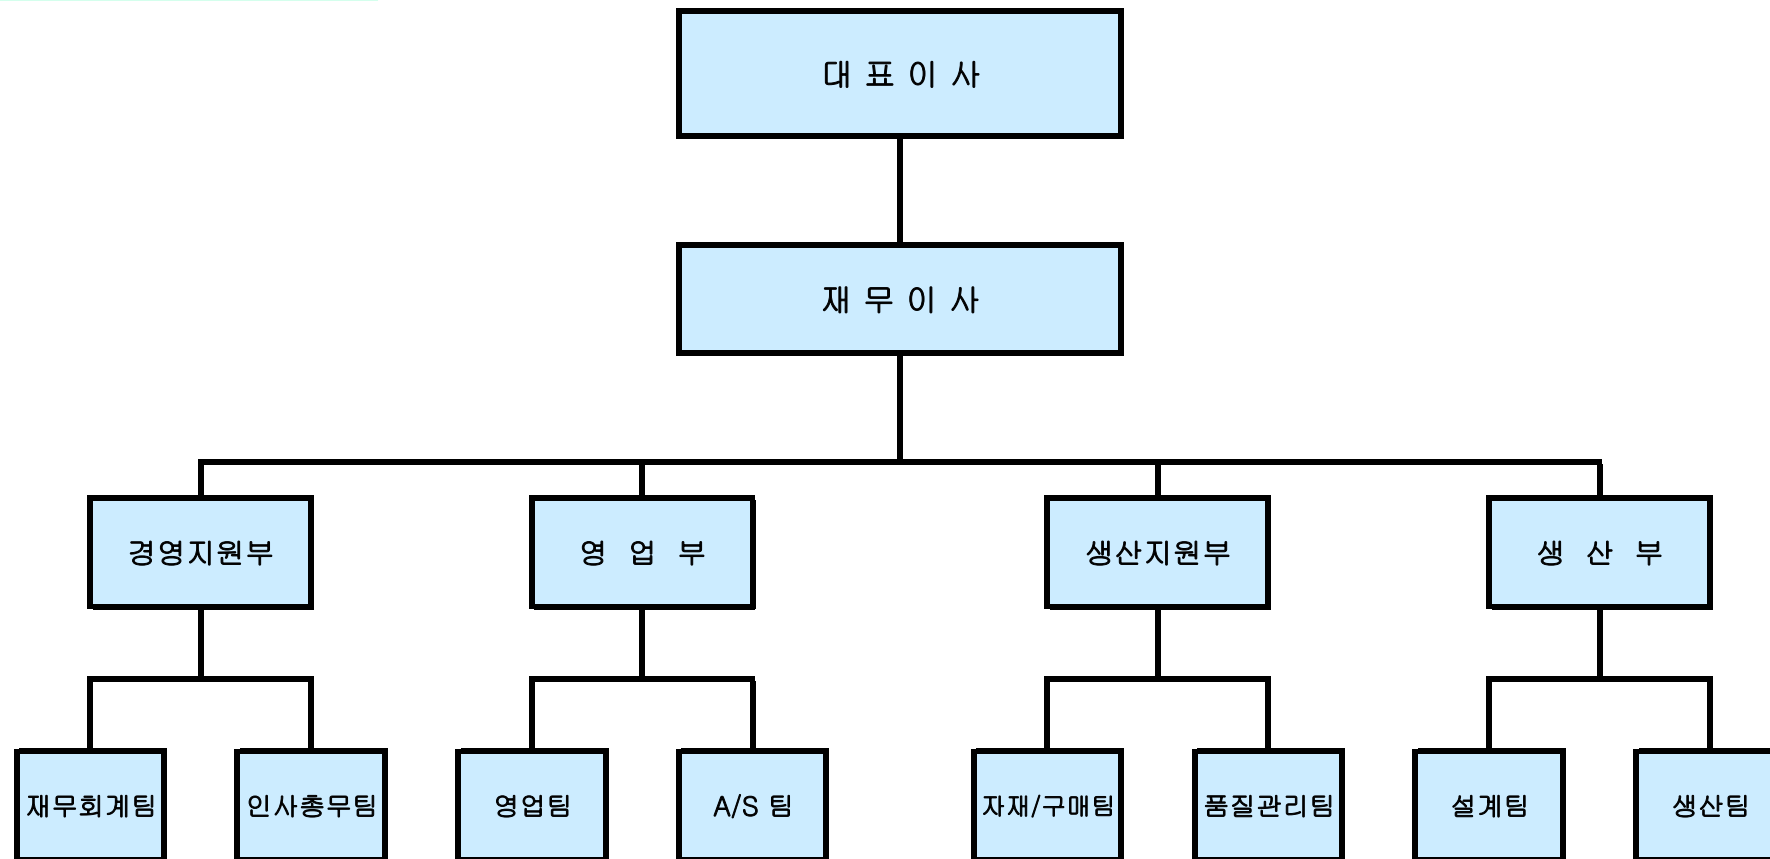 대 표 이 사
재 무 이 사
경영지원부
영 업 부
생산지원부
생 산 부
재무회계팀
인사총무팀
영업팀
A/S 팀
자재/구매팀
품질관리팀
설계팀
생산팀